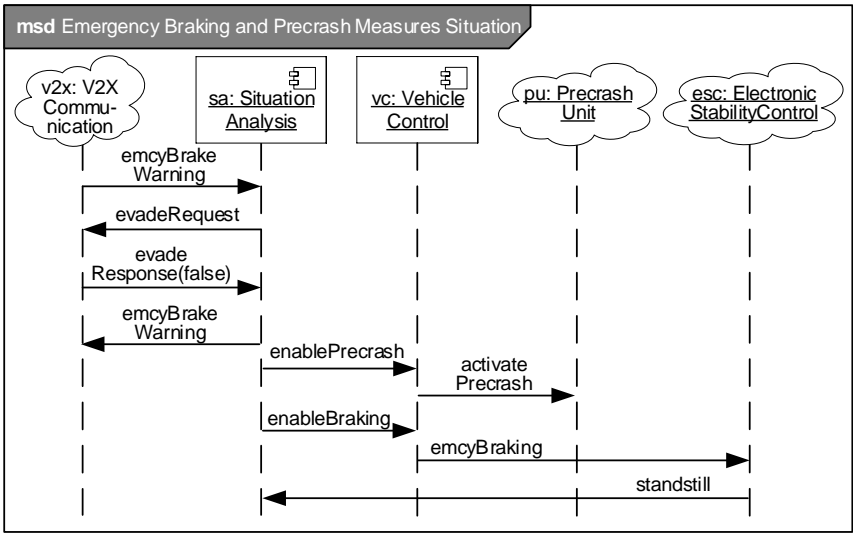 msd Emergency Braking and Precrash Measures Situation
v2x: V2X
Commu-
nication
sa: Situation
Analysis
vc: Vehicle
Control
pu: Precrash
Unit
esc: Electronic
StabilityControl
emcyBrake
Warning
evadeRequest
evade
Response(false)
emcyBrake
Warning
enablePrecrash
activate
Precrash
enableBraking
emcyBraking
standstill